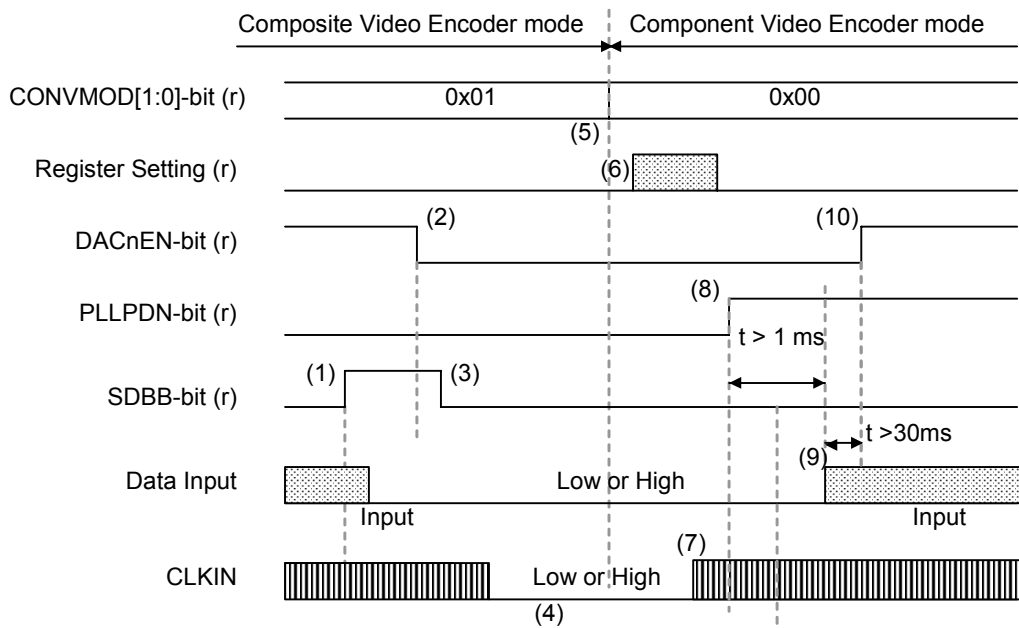 Composite Video Encoder mode Component Video Encoder mode
CONVMOD[1:0]-bit (r) 0x01 0x00
(5)
Register Setting (r) (6)
DACnEN-bit (r) (2) (10)
PLLPDN-bit (r) (8)
t > 1 ms
SDBB-bit (r) (1) (3)
t >30ms
(9)
Data Input Low or High
Input Input
(7)
CLKIN Low or High
(4)